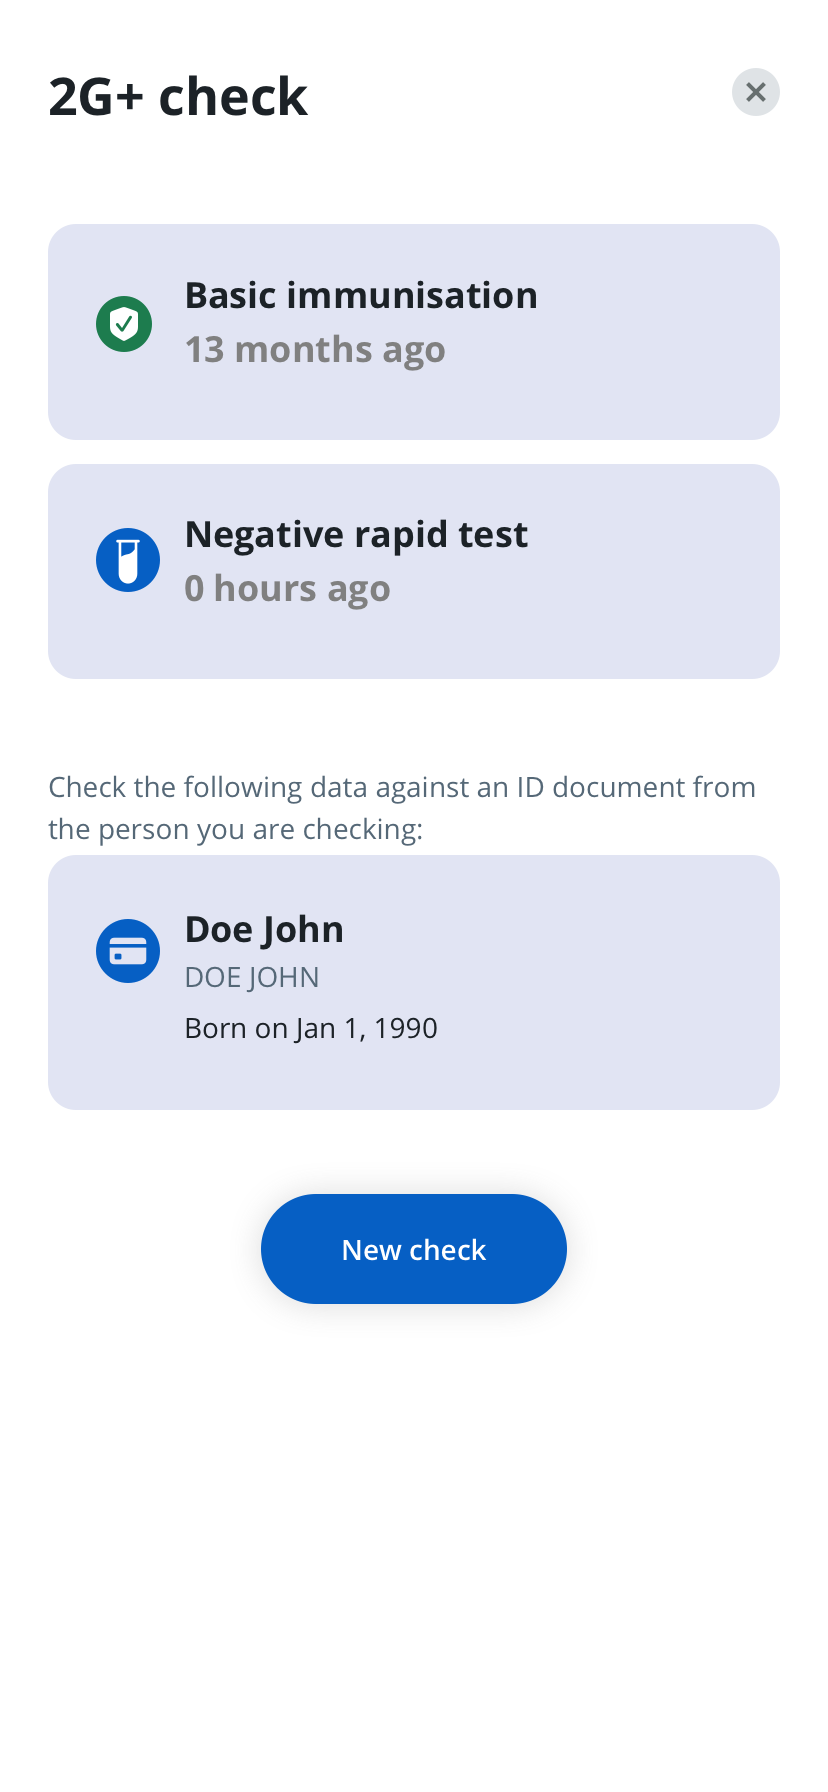 2G+ check
Basic immunisation
13 months ago
Negative rapid test
0 hours ago
Check the following data against an ID document from
the person you are checking:
Doe John
DOE JOHN
Born on Jan 1, 1990
New check